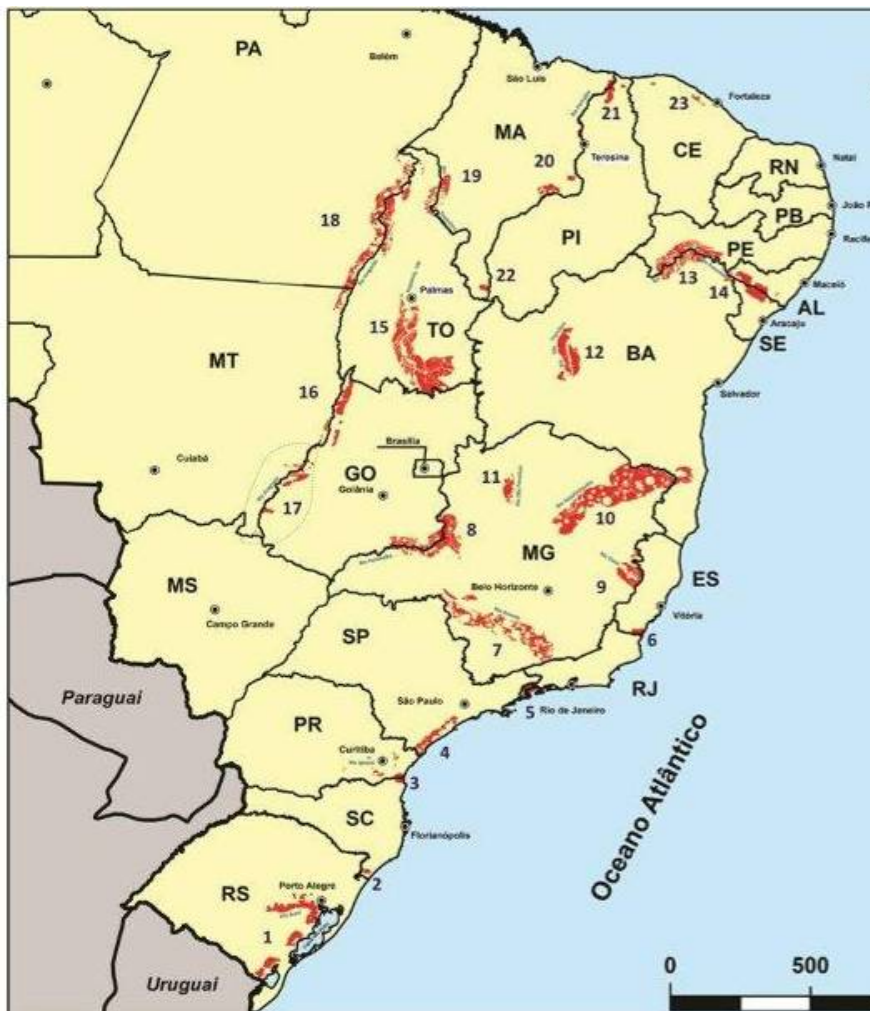 PA
Belém
São Luis
Fortaleza
23
21
MA
CE
Teresina
Natal
RN
20
19
João P
PB
18
PI
Recife
PE
22
13
Palmas
14
Maceió
AL
15
TO
Aracaju
SE
MT
12
BA
16
Salvador
Brasília
Cuiabá
GO
11
Goiânia
17
10
8
MG
ES
MS
Belo Horizonte
9
Vitória
Campo Grande
6
SP
7
RJ
Paraguai
São Paulo
5
Rio de Janeiro
PR
4
Curitiba
3
SC
Florianópolis
Oceano Atlântico
2
Porto Alegre
RS
1
0
500
Uruguai